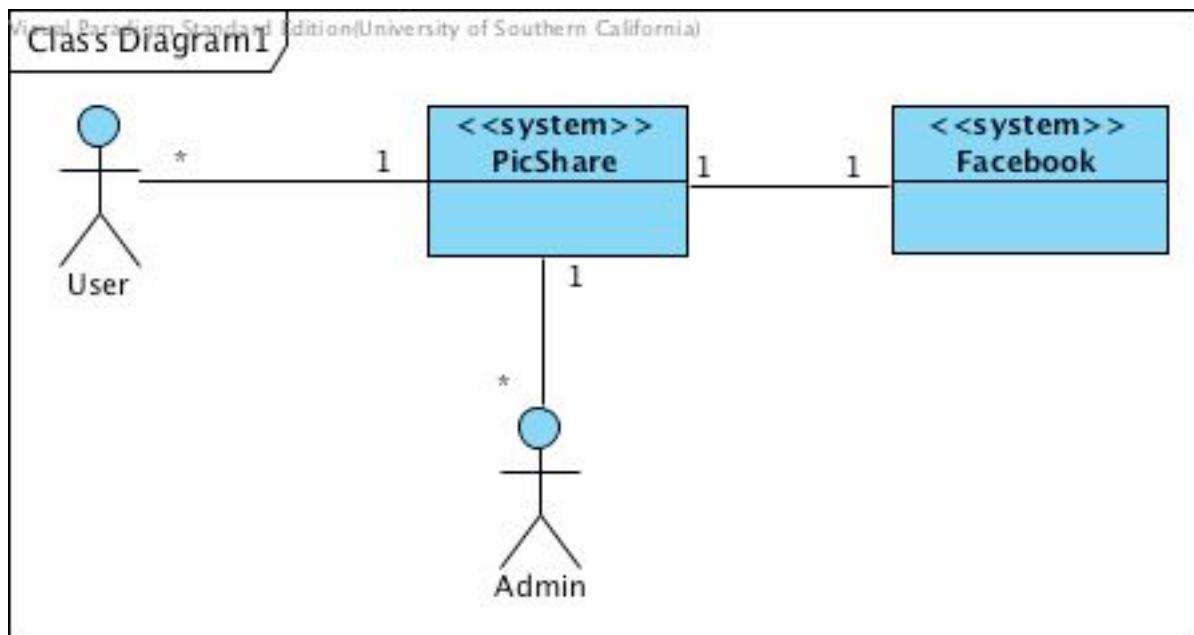 Visual Paradigm Standard Edition(University of Southern California)
Class Diagram1
<<system>>
PicShare
<<system>>
Facebook
*
1
1
1
User
1
*
Admin